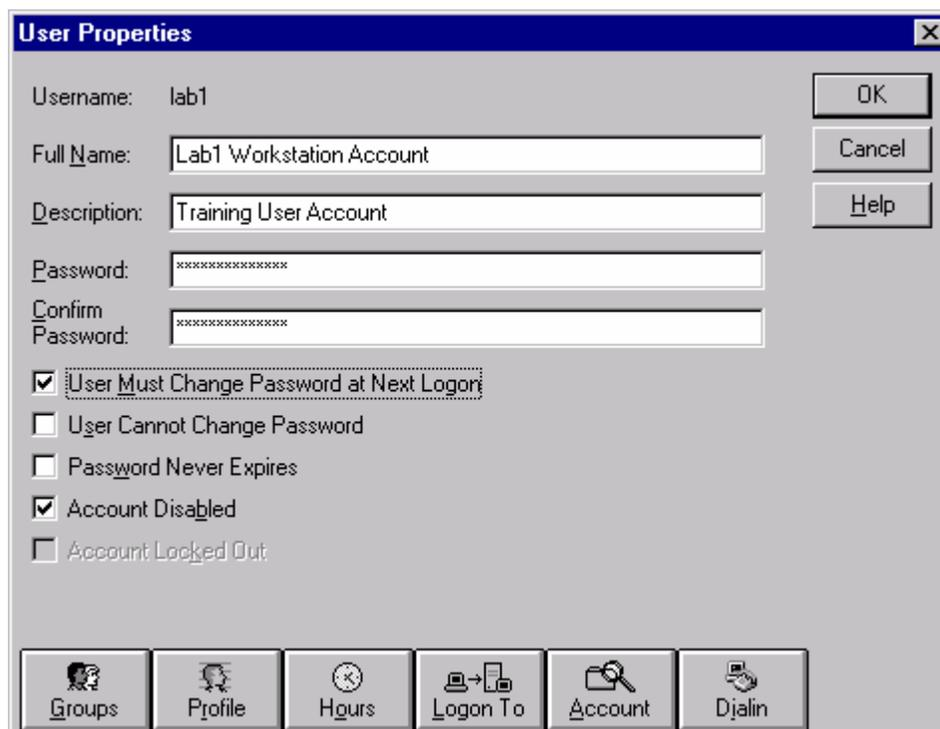 User Properties
Username: lab1
OK
Full Name: Lab1 Workstation Account
Cancel
Description: Training User Account
Help
Password: **************
Confirm
Password: **************
User Must Change Password at Next Logon
User Cannot Change Password
Password Never Expires
Account Disabled
Account Locked Out
Groups Profile Hours Logon To Account Dialin